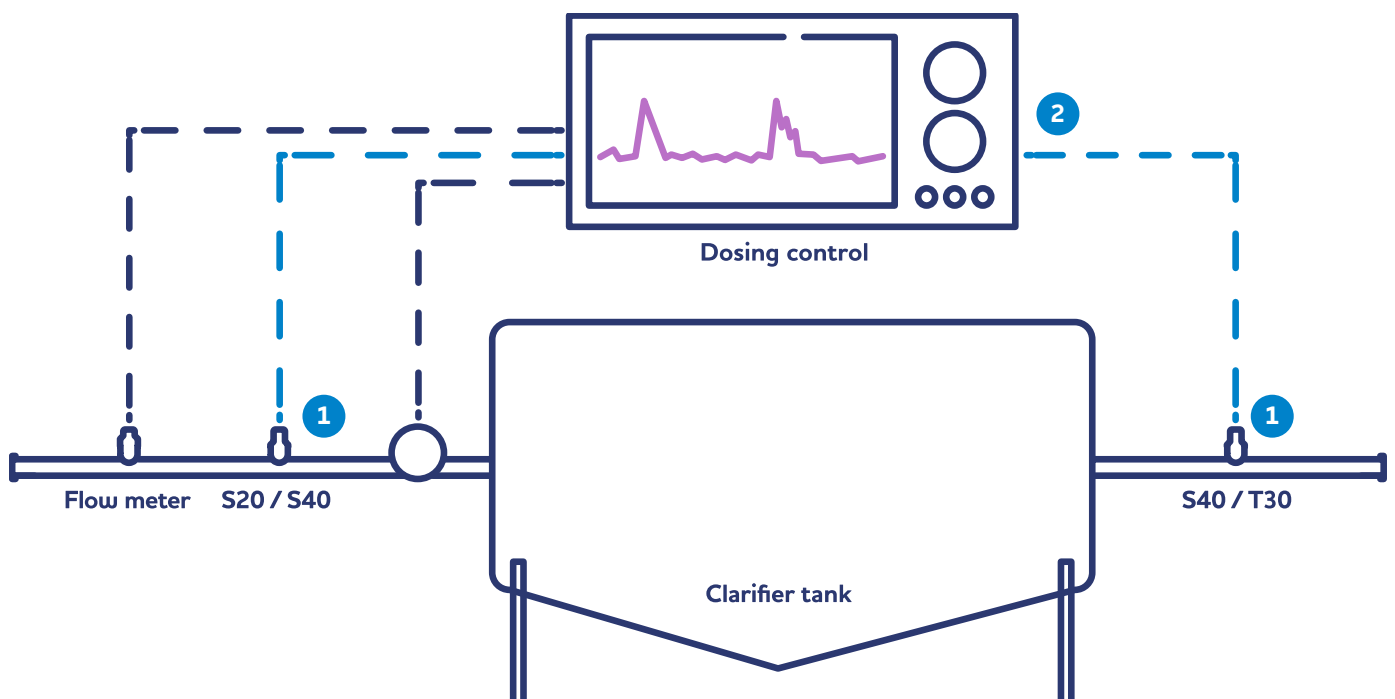 2
Dosing control
1
1
Flow meter
S20 / S40
S40 / T30
Clarifier tank